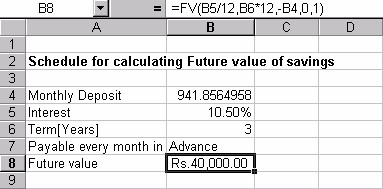 B8 = =FV(B5/12,B6*12,-B4,0,1)
A B C D
1
2 Schedule for calculating Future value of savings
3
4 Monthly Deposit 941.8564958
5 Interest 10.50%
6 Term[Years] 3
7 Payable every month in Advance
8 Future value Rs.40,000.00
9